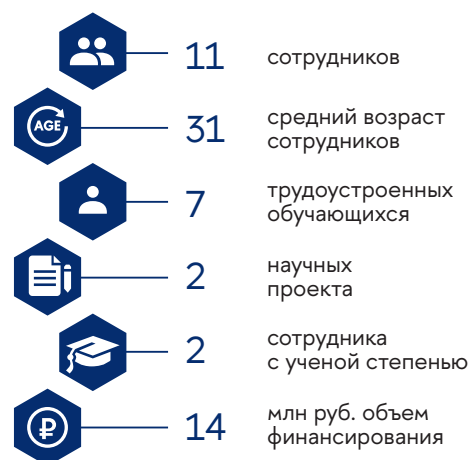 11 сотрудников
AGE
31 средний возраст
сотрудников
7 трудоустроенных
обучающихся
2 научных
проекта
2 сотрудника
с ученой степенью
₽
14 млн руб. объем
финансирования